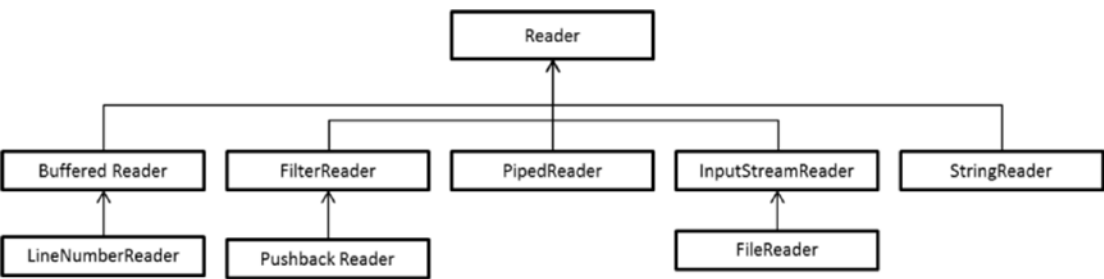 Reader
Buffered Reader
FilterReader
PipedReader
InputStreamReader
StringReader
LineNumberReader
Pushback Reader
FileReader